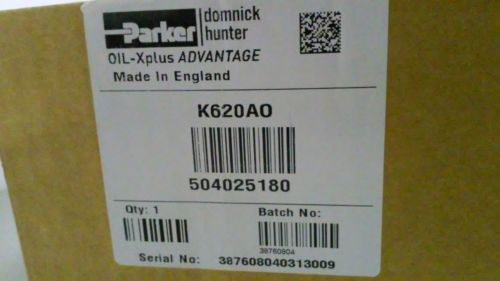 Parker domnick
hunter
OIL-Xplus ADVANTAGE
Made In England
K620AO
504025180
Qty: 1 Batch No:
38760804
Serial No: 387608040313009